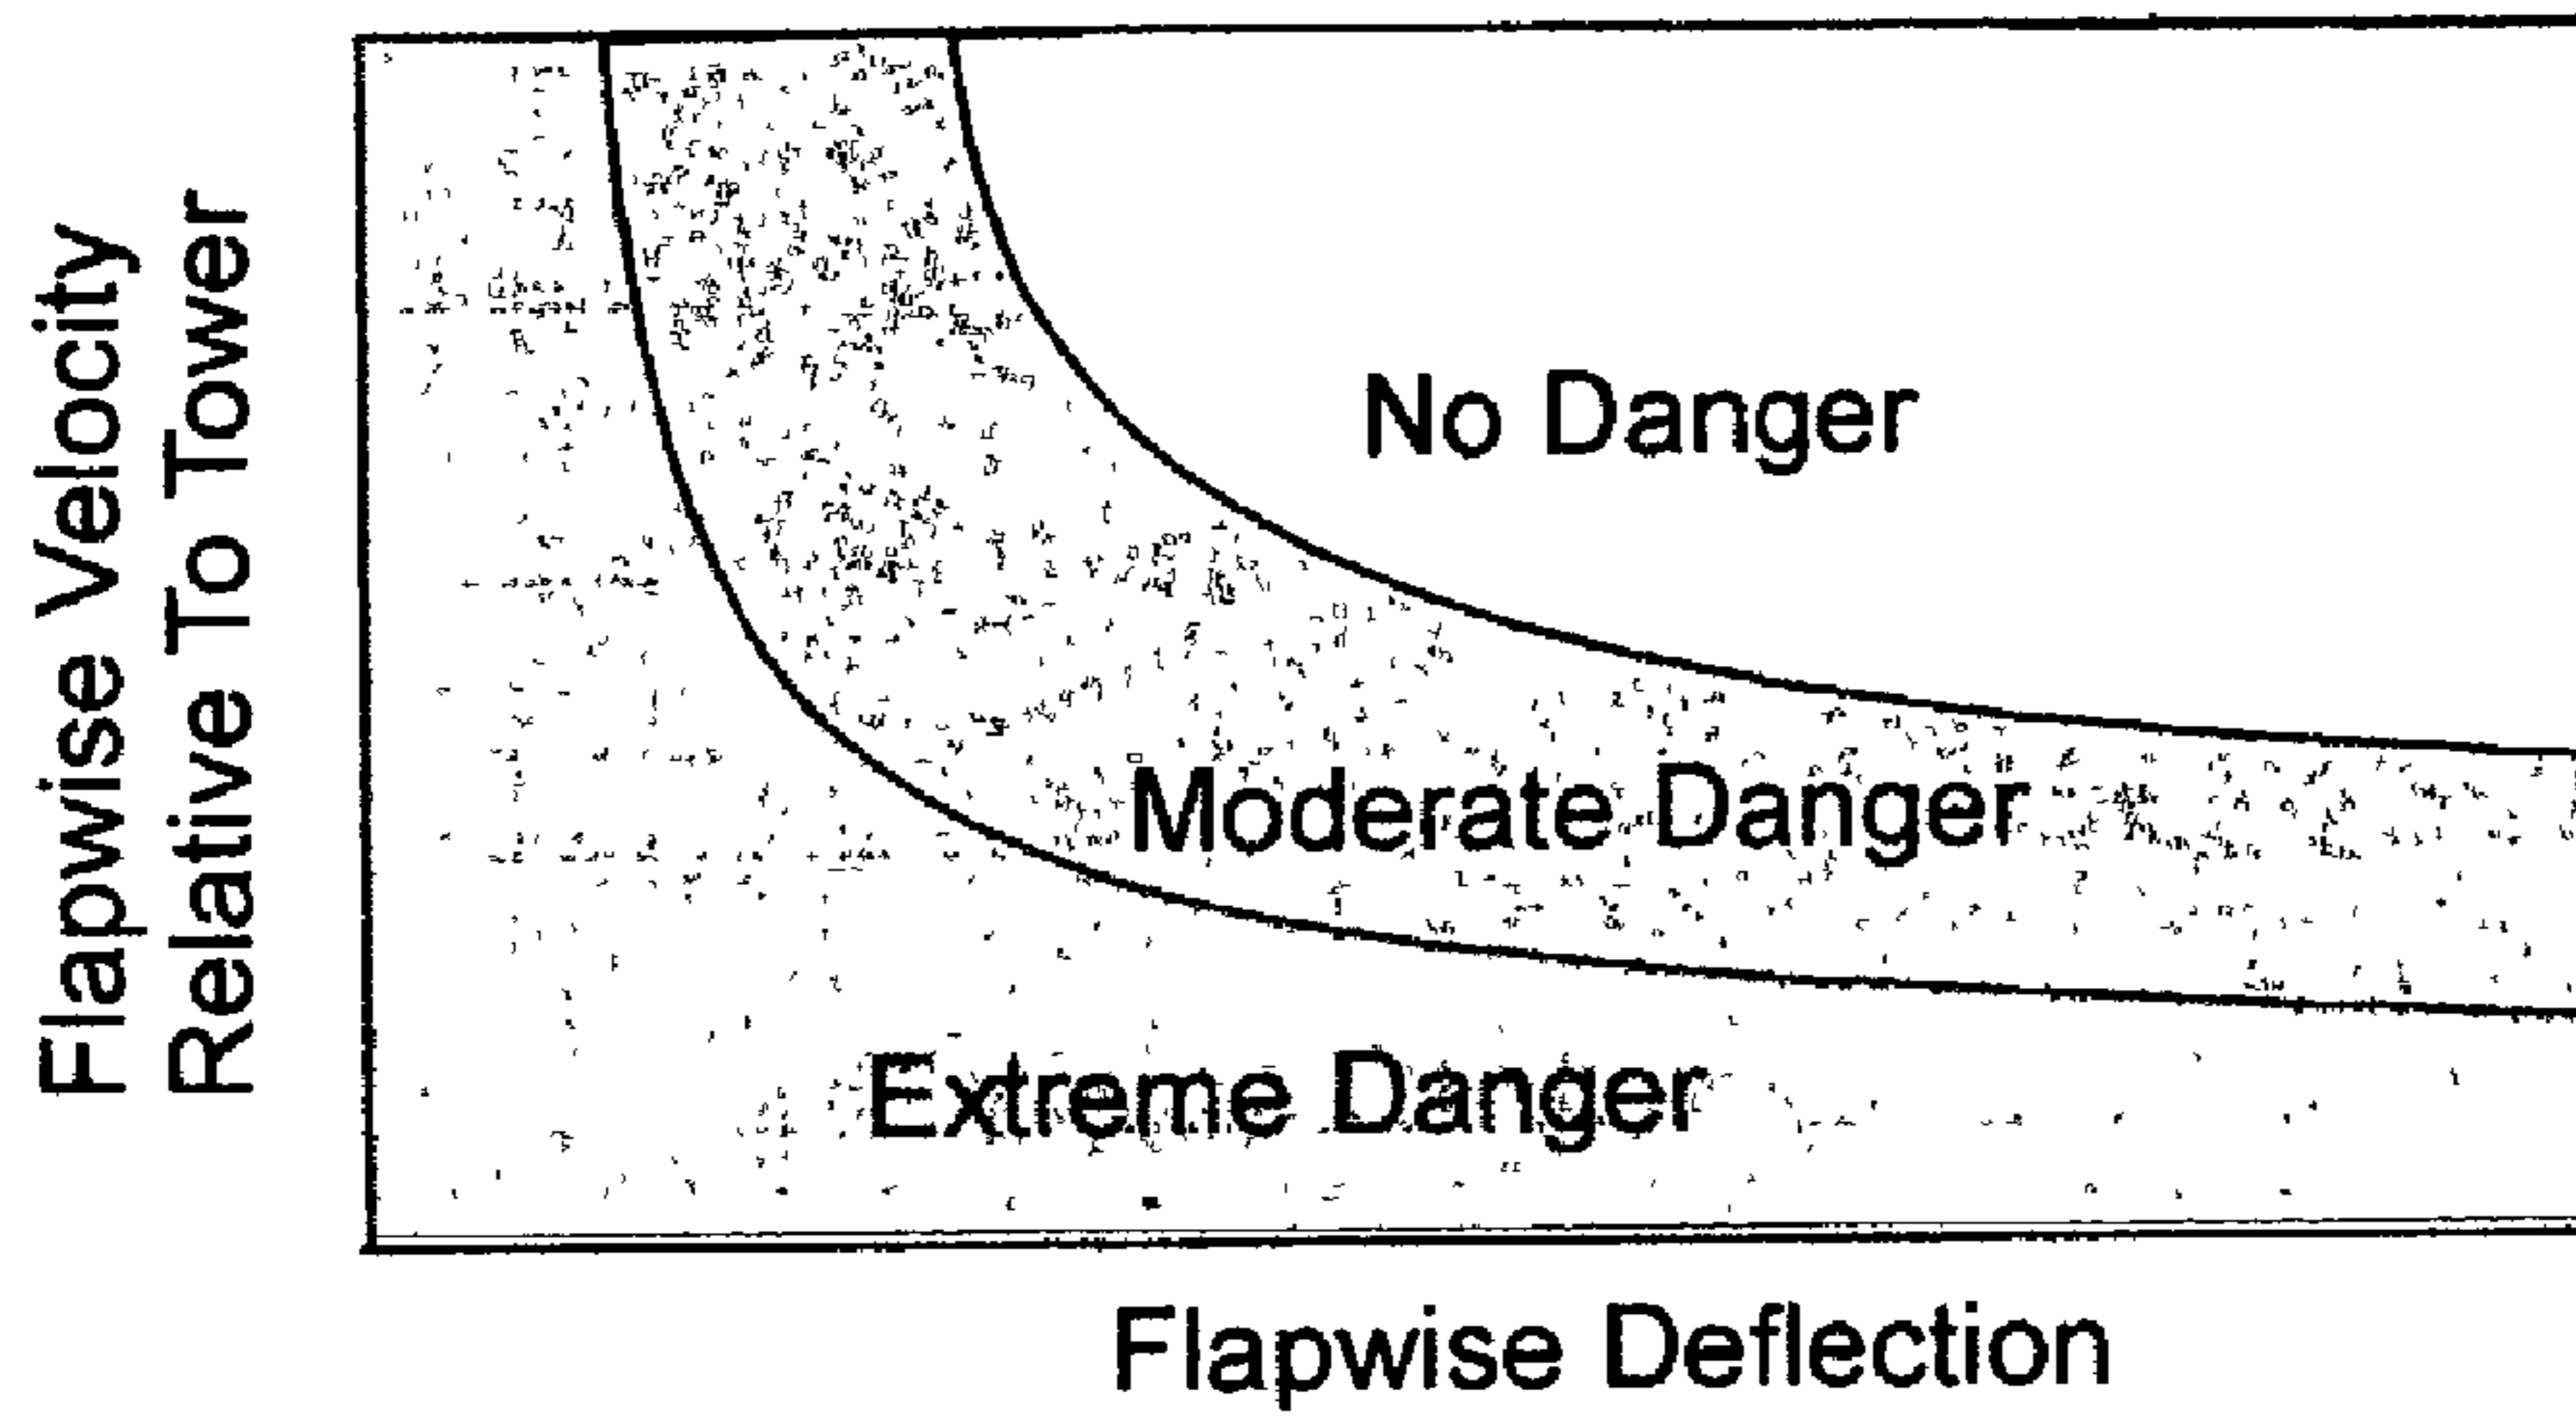 Flapwise Velocity
Relative To Tower
No Danger
Moderate Danger
Extreme Danger
Flapwise Deflection